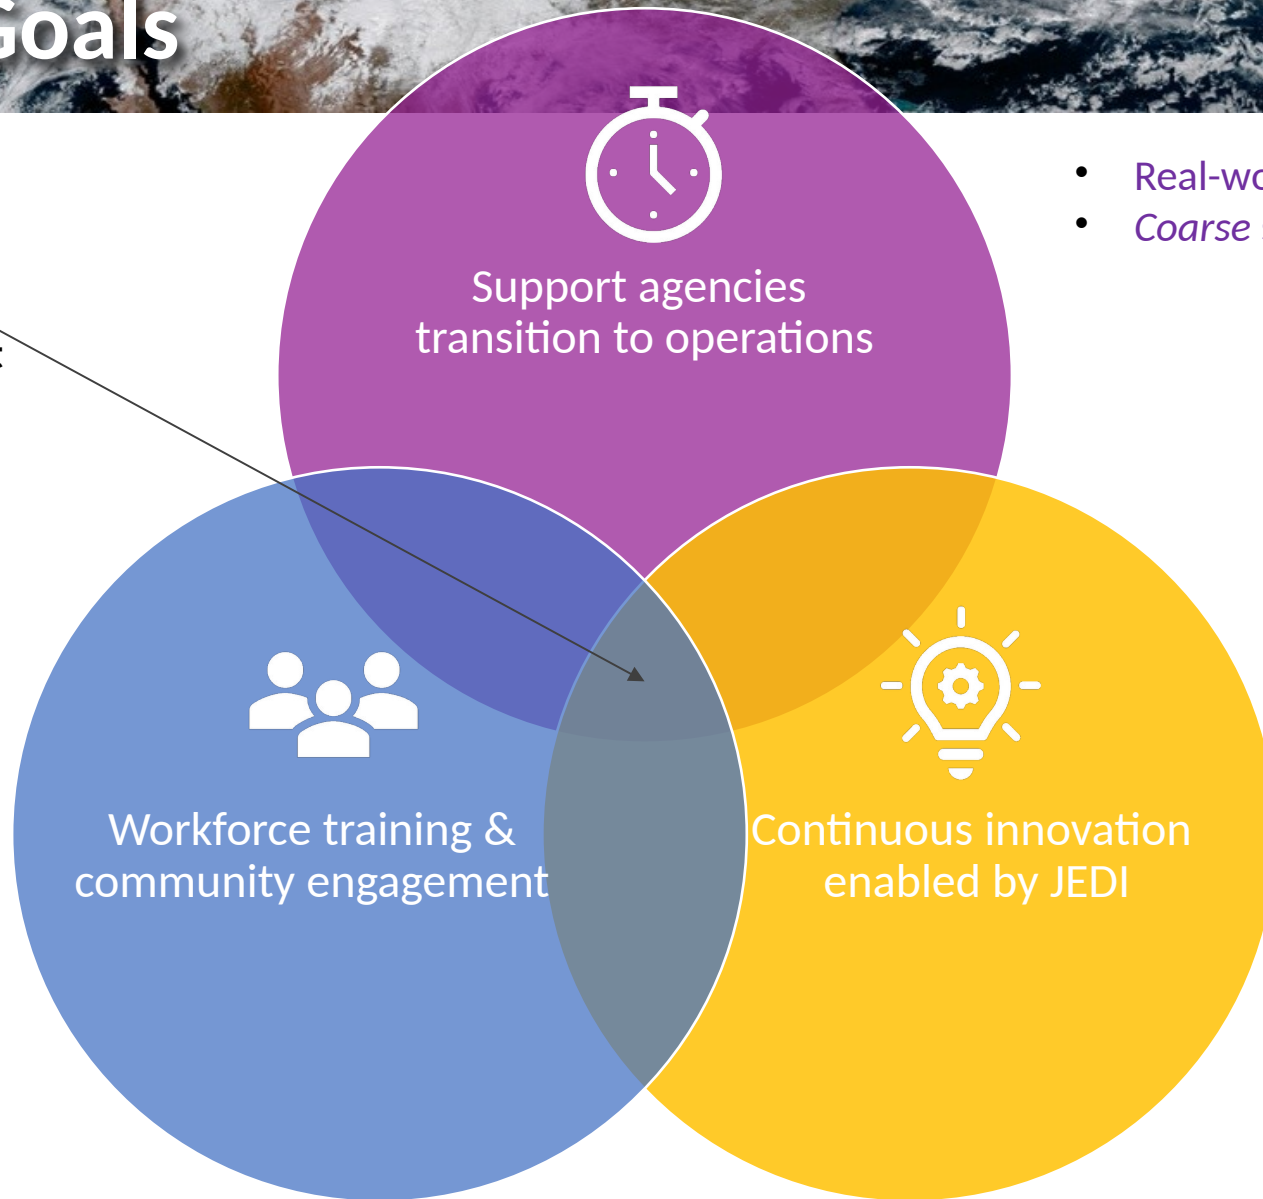 Goals
Real-wo
Coarse
Support agencies
transition to operations
t
Workforce training &
community engagement
Continuous innovation
enabled by JEDI